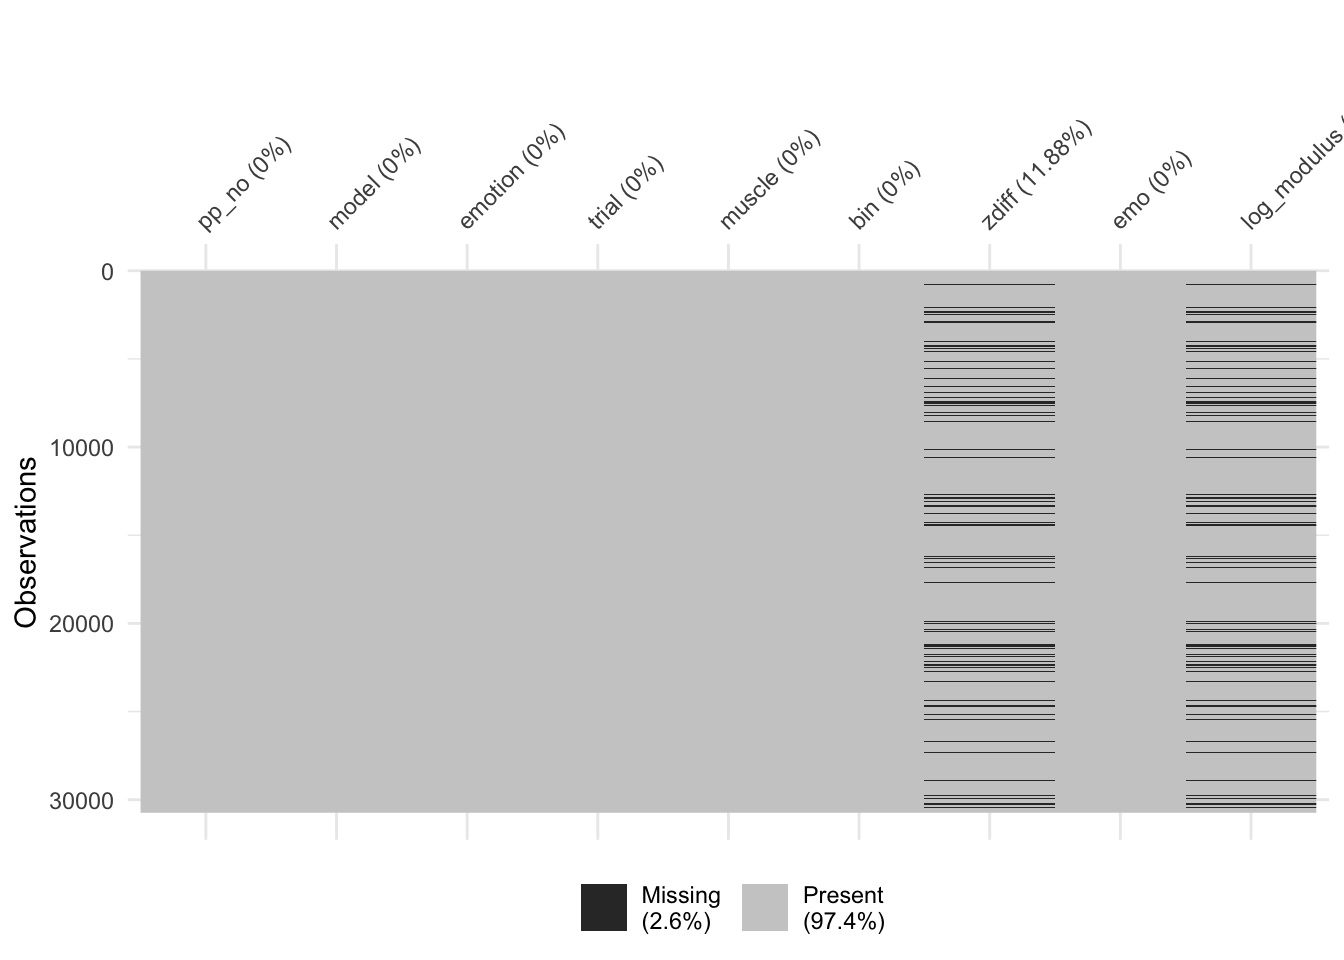 pp_no (0%)
model (0%)
emotion (0%)
trial (0%)
muscle (0%)
bin (0%)
zdiff (11.88%)
emo (0%)
log_modulus (
0
10000
20000
30000
Observations
Missing
(2.6%)
Present
(97.4%)